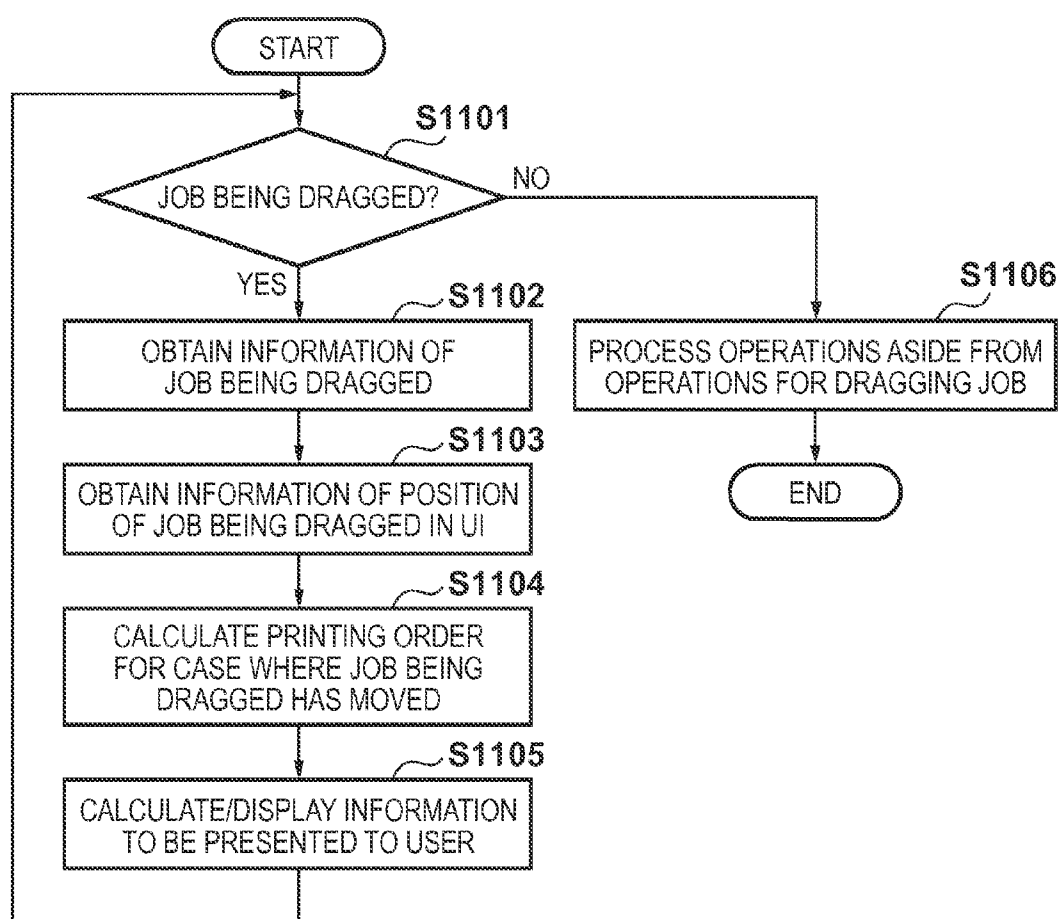 START
S1101
JOB BEING DRAGGED?
NO
YES
S1102
OBTAIN INFORMATION OF
JOB BEING DRAGGED
S1103
OBTAIN INFORMATION OF POSITION
OF JOB BEING DRAGGED IN UI
S1104
CALCULATE PRINTING ORDER
FOR CASE WHERE JOB BEING
DRAGGED HAS MOVED
S1105
CALCULATE/DISPLAY INFORMATION
TO BE PRESENTED TO USER
S1106
PROCESS OPERATIONS ASIDE FROM
OPERATIONS FOR DRAGGING JOB
END